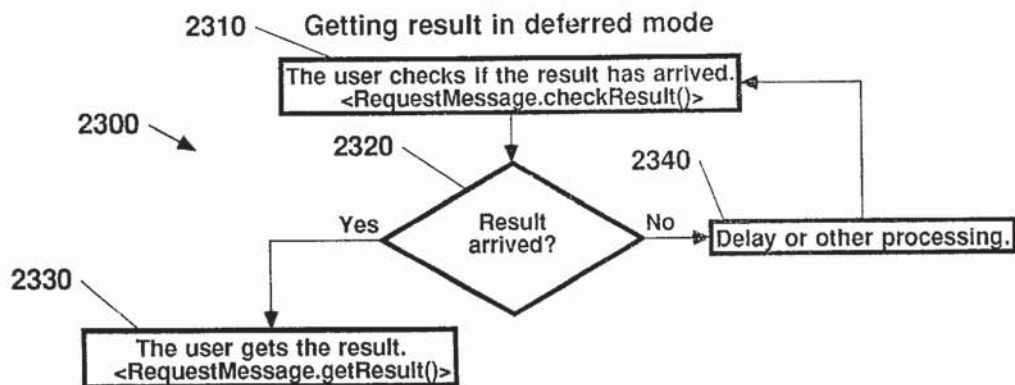 2310
Getting result in deferred mode
The user checks if the result has arrived.
<RequestMessage.checkResult()>
2300
2320
2340
Yes
Result
arrived?
No
Delay or other processing.
2330
The user gets the result.
<RequestMessage.getResult()>